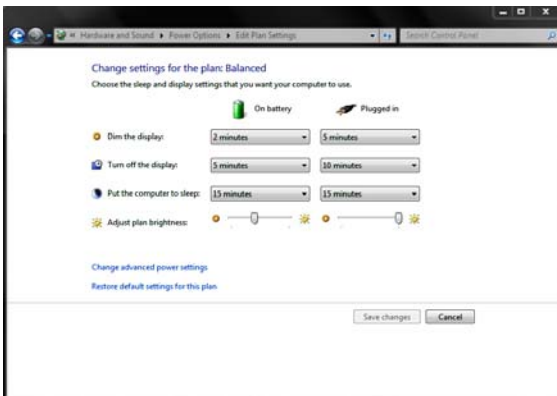 « Hardware and Sound ▸ Power Options ▸ Edit Plan Settings
Search Control Panel
Change settings for the plan: Balanced
Choose the sleep and display settings that you want your computer to use.
On battery Plugged in
Dim the display: 2 minutes 5 minutes
Turn off the display: 5 minutes 10 minutes
Put the computer to sleep: 15 minutes 15 minutes
Adjust plan brightness:
Change advanced power settings
Restore default settings for this plan
Save changes Cancel